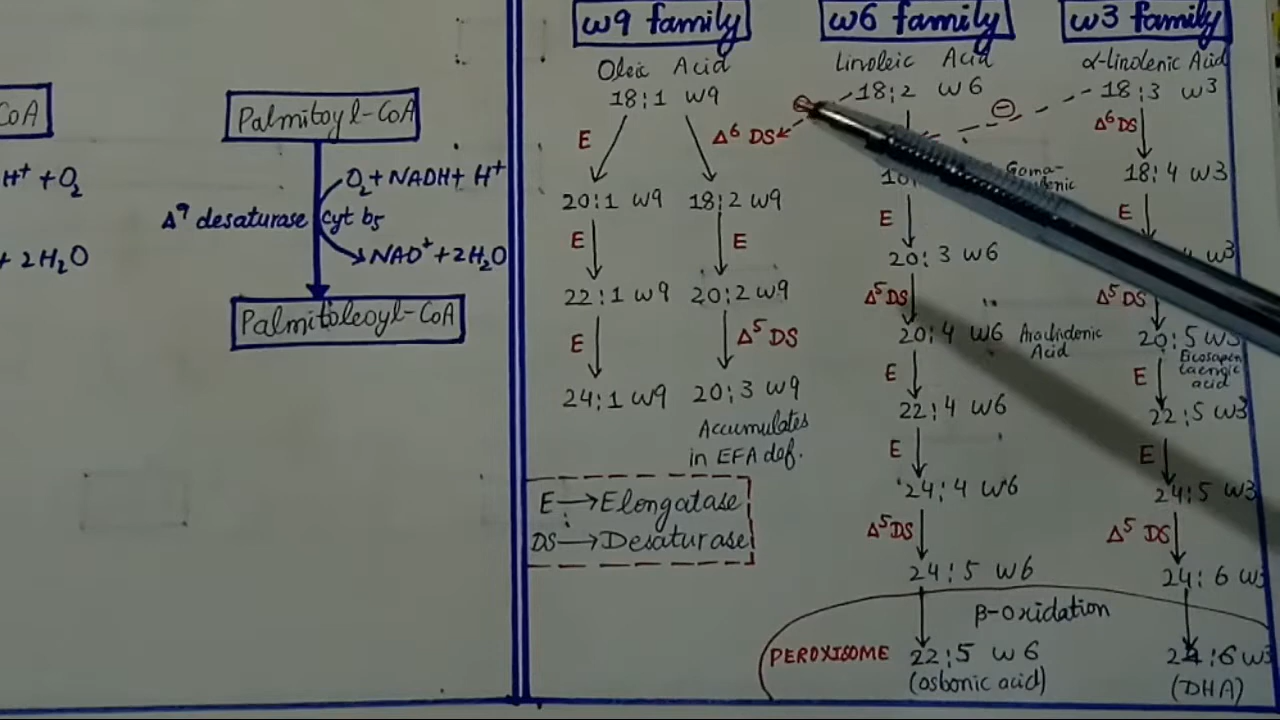 CoA
H⁺ + O₂
+ 2H₂O
Palmitoyl-CoA
O₂+NADH+ H⁺
Δ⁹ desaturase
Cyt b₅
NAD⁺ +2H₂O
Palmitoleoyl-CoA
ω9 family
Oleic Acid
18:1 ω9
E
Δ⁶ DS
20:1 ω9
18:2 ω9
E
E
22:1 ω9
20:2 ω9
E
Δ⁵ DS
24:1 ω9
20:3 ω9
Accumulates
in EFA def.
E → Elongatase
DS → Desaturase
ω6 family
Linoleic Acid
18:2 ω6
⊖
E
20:3 ω6
Δ⁵ DS
20:4 ω6 Arachidonic
Acid
E
22:4 ω6
E
24:4 ω6
Δ⁵ DS
24:5 ω6
β-Oxidation
PEROXISOME
22:5 ω6
(osbonic acid)
ω3 family
α-linolenic Acid
18:3 ω3
⊖
Δ⁶ DS
18:4 ω3
E
ω3
Δ⁵ DS
20:5 ω3
E
22:5 ω3
E
24:5 ω3
Δ⁵ DS
24:6 ω3
:6 ω3
(DHA)